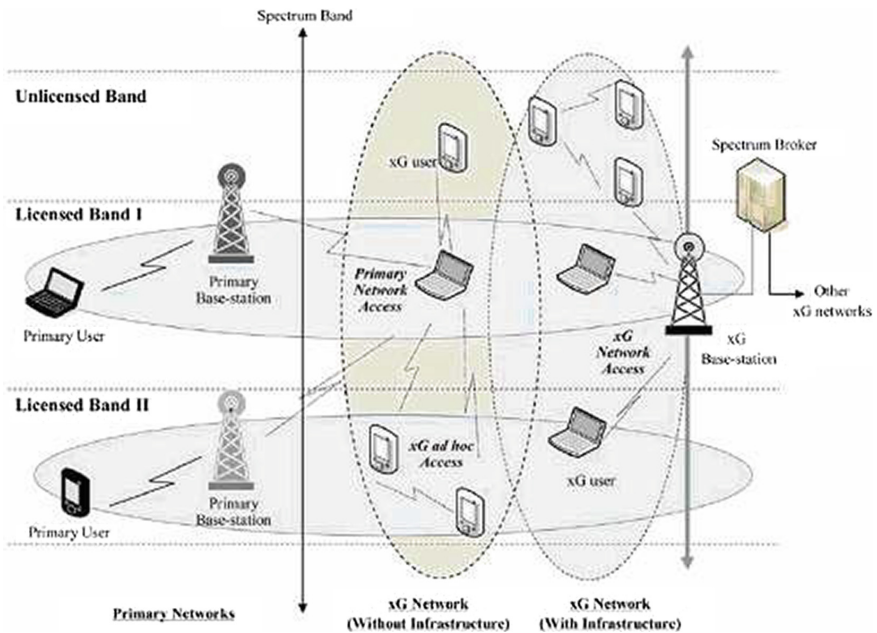 Spectrum Band
Unlicensed Band
xG user
Spectrum Broker
Licensed Band I
Primary
Base-station
Primary User
Primary
Network
Access
xG
Network
Access
xG
Base-station
Other
xG networks
Licensed Band II
Primary
Base-station
Primary User
xG ad hoc
Access
xG user
Primary Networks
xG Network
(Without Infrastructure)
xG Network
(With Infrastructure)